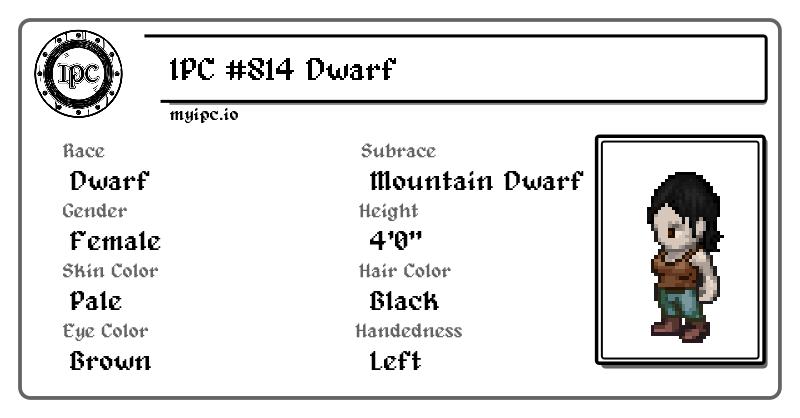 IPC
IPC #814 Dwarf
myipc.io
Race
Dwarf
Subrace
Mountain Dwarf
Gender
Female
Height
4'0"
Skin Color
Pale
Hair Color
Black
Eye Color
Brown
Handedness
Left